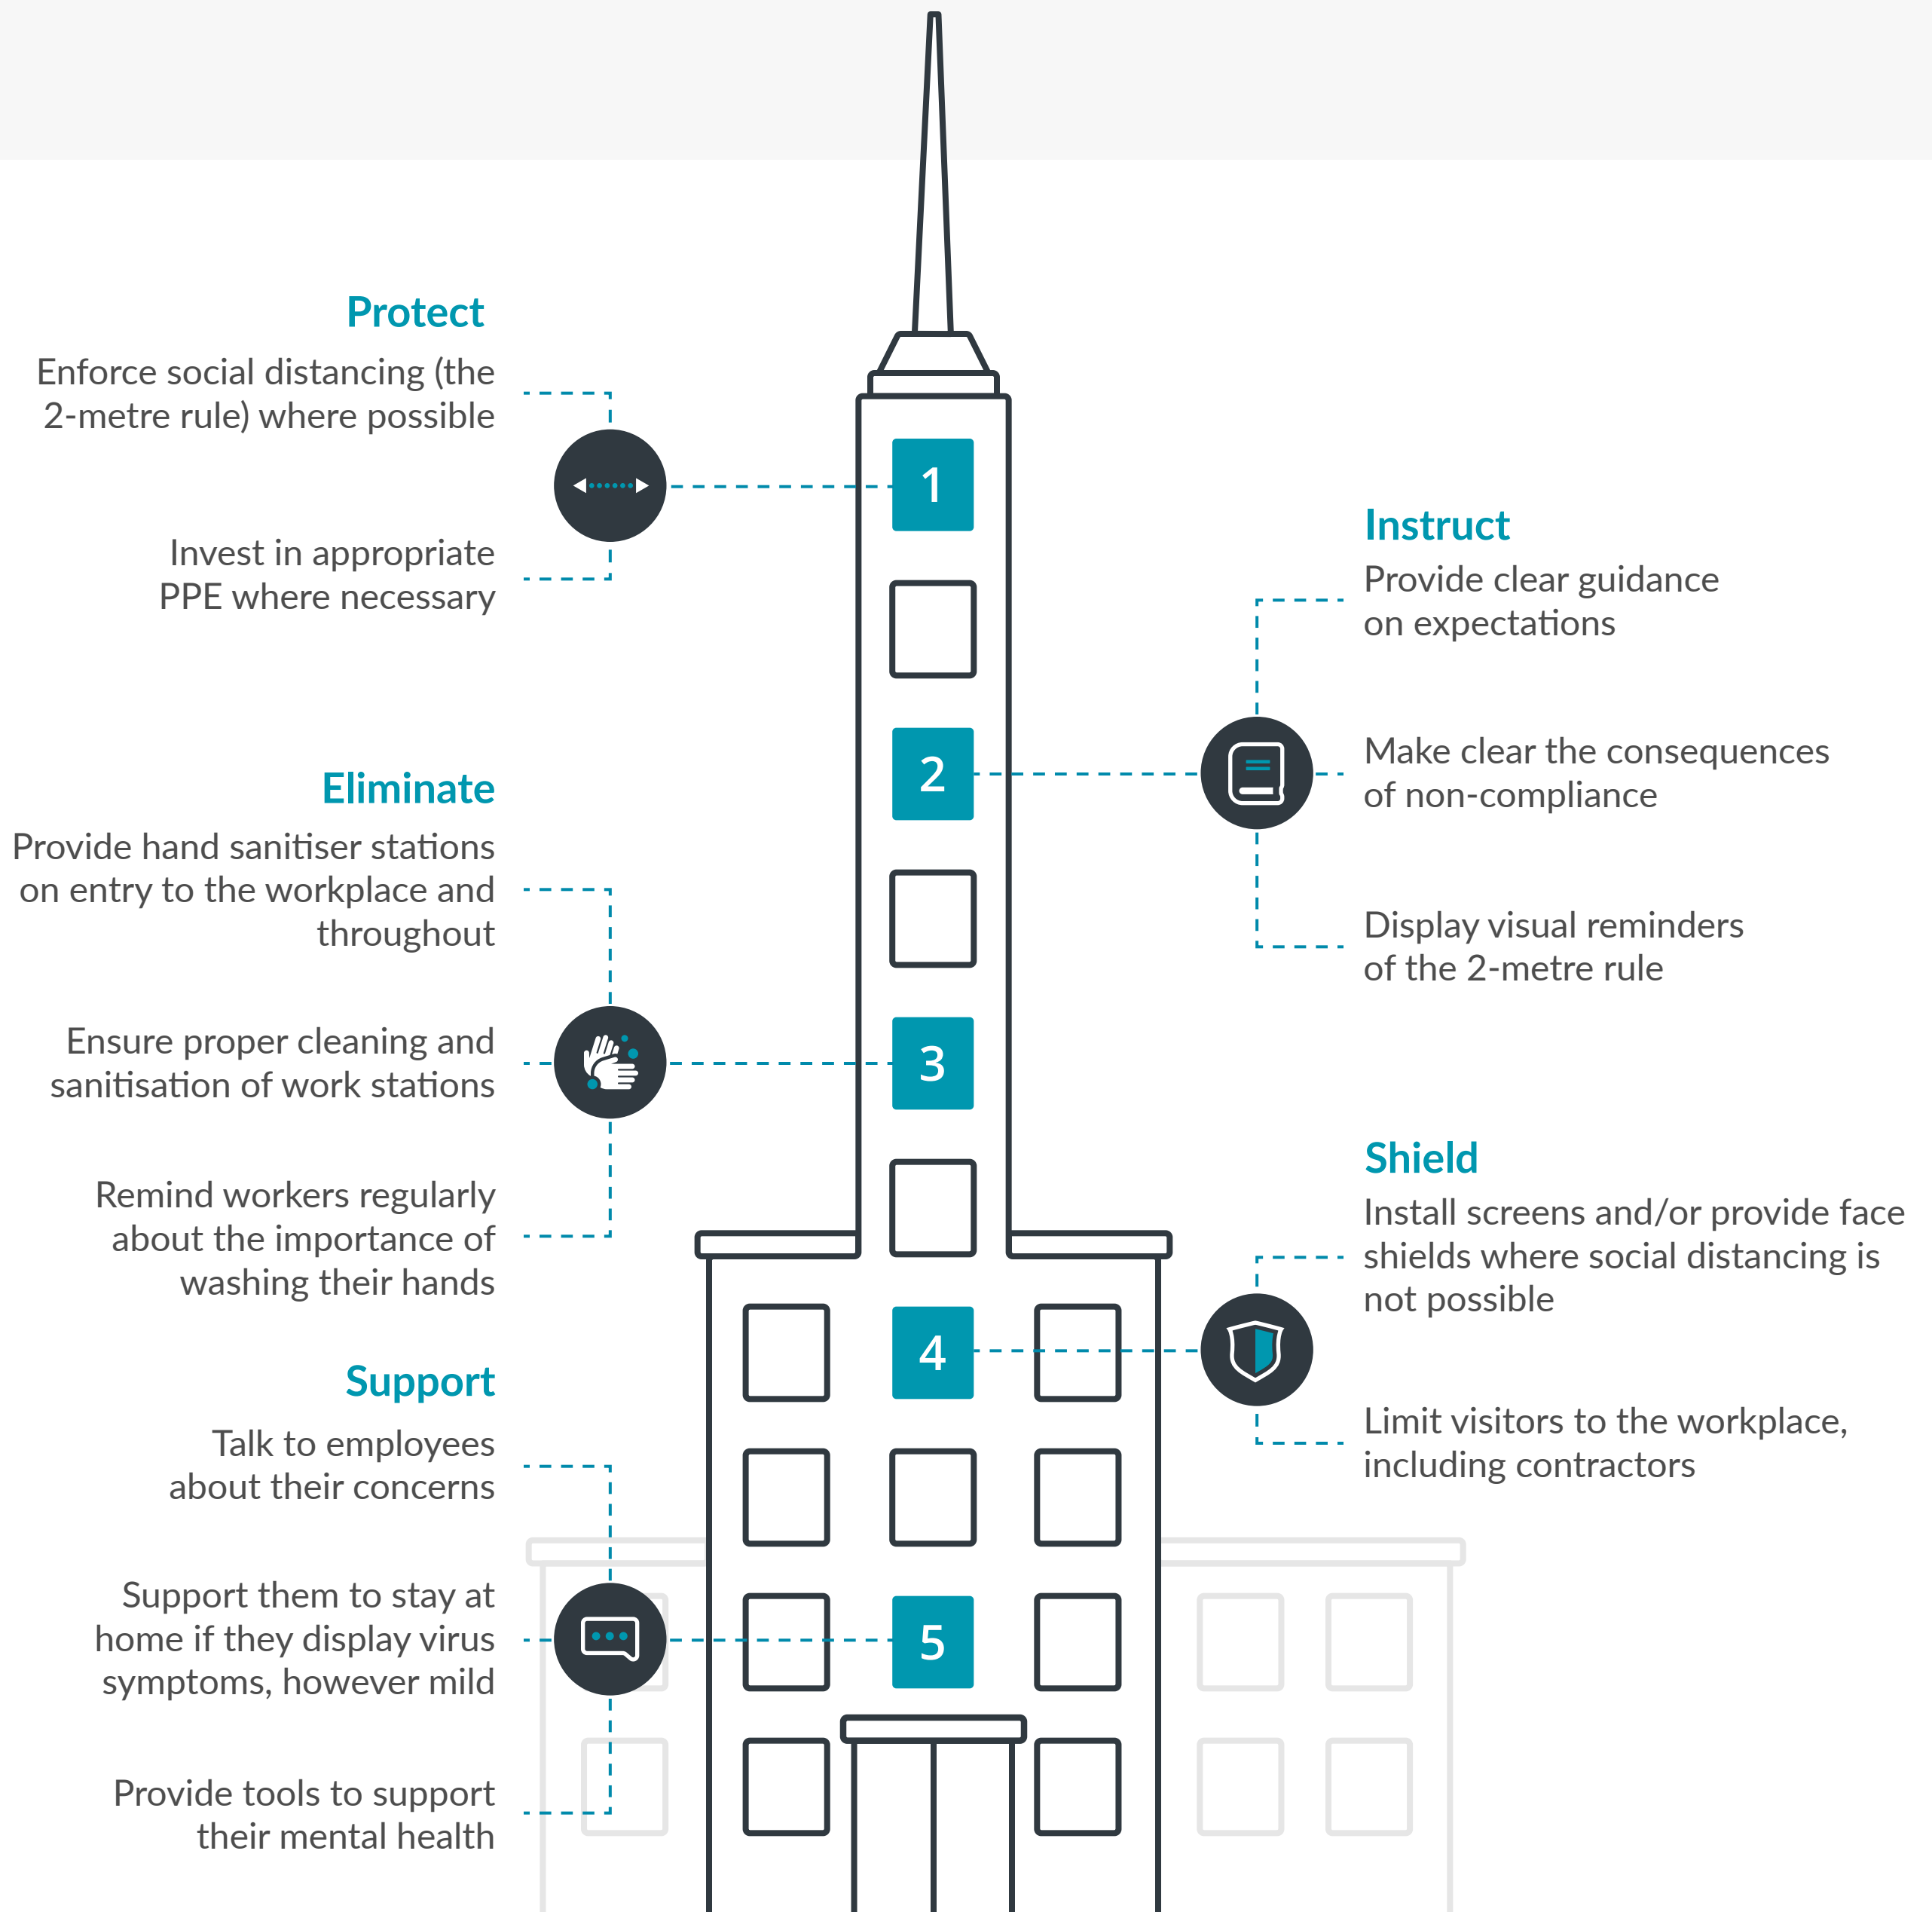 Protect
Enforce social distancing (the
2-metre rule) where possible
Invest in appropriate
PPE where necessary
1
Instruct
Provide clear guidance
on expectations
Make clear the consequences
of non-compliance
Display visual reminders
of the 2-metre rule
2
Eliminate
Provide hand sanitiser stations
on entry to the workplace and
throughout
Ensure proper cleaning and
sanitisation of work stations
Remind workers regularly
about the importance of
washing their hands
3
Shield
Install screens and/or provide face
shields where social distancing is
not possible
Limit visitors to the workplace,
including contractors
4
Support
Talk to employees
about their concerns
Support them to stay at
home if they display virus
symptoms, however mild
Provide tools to support
their mental health
5